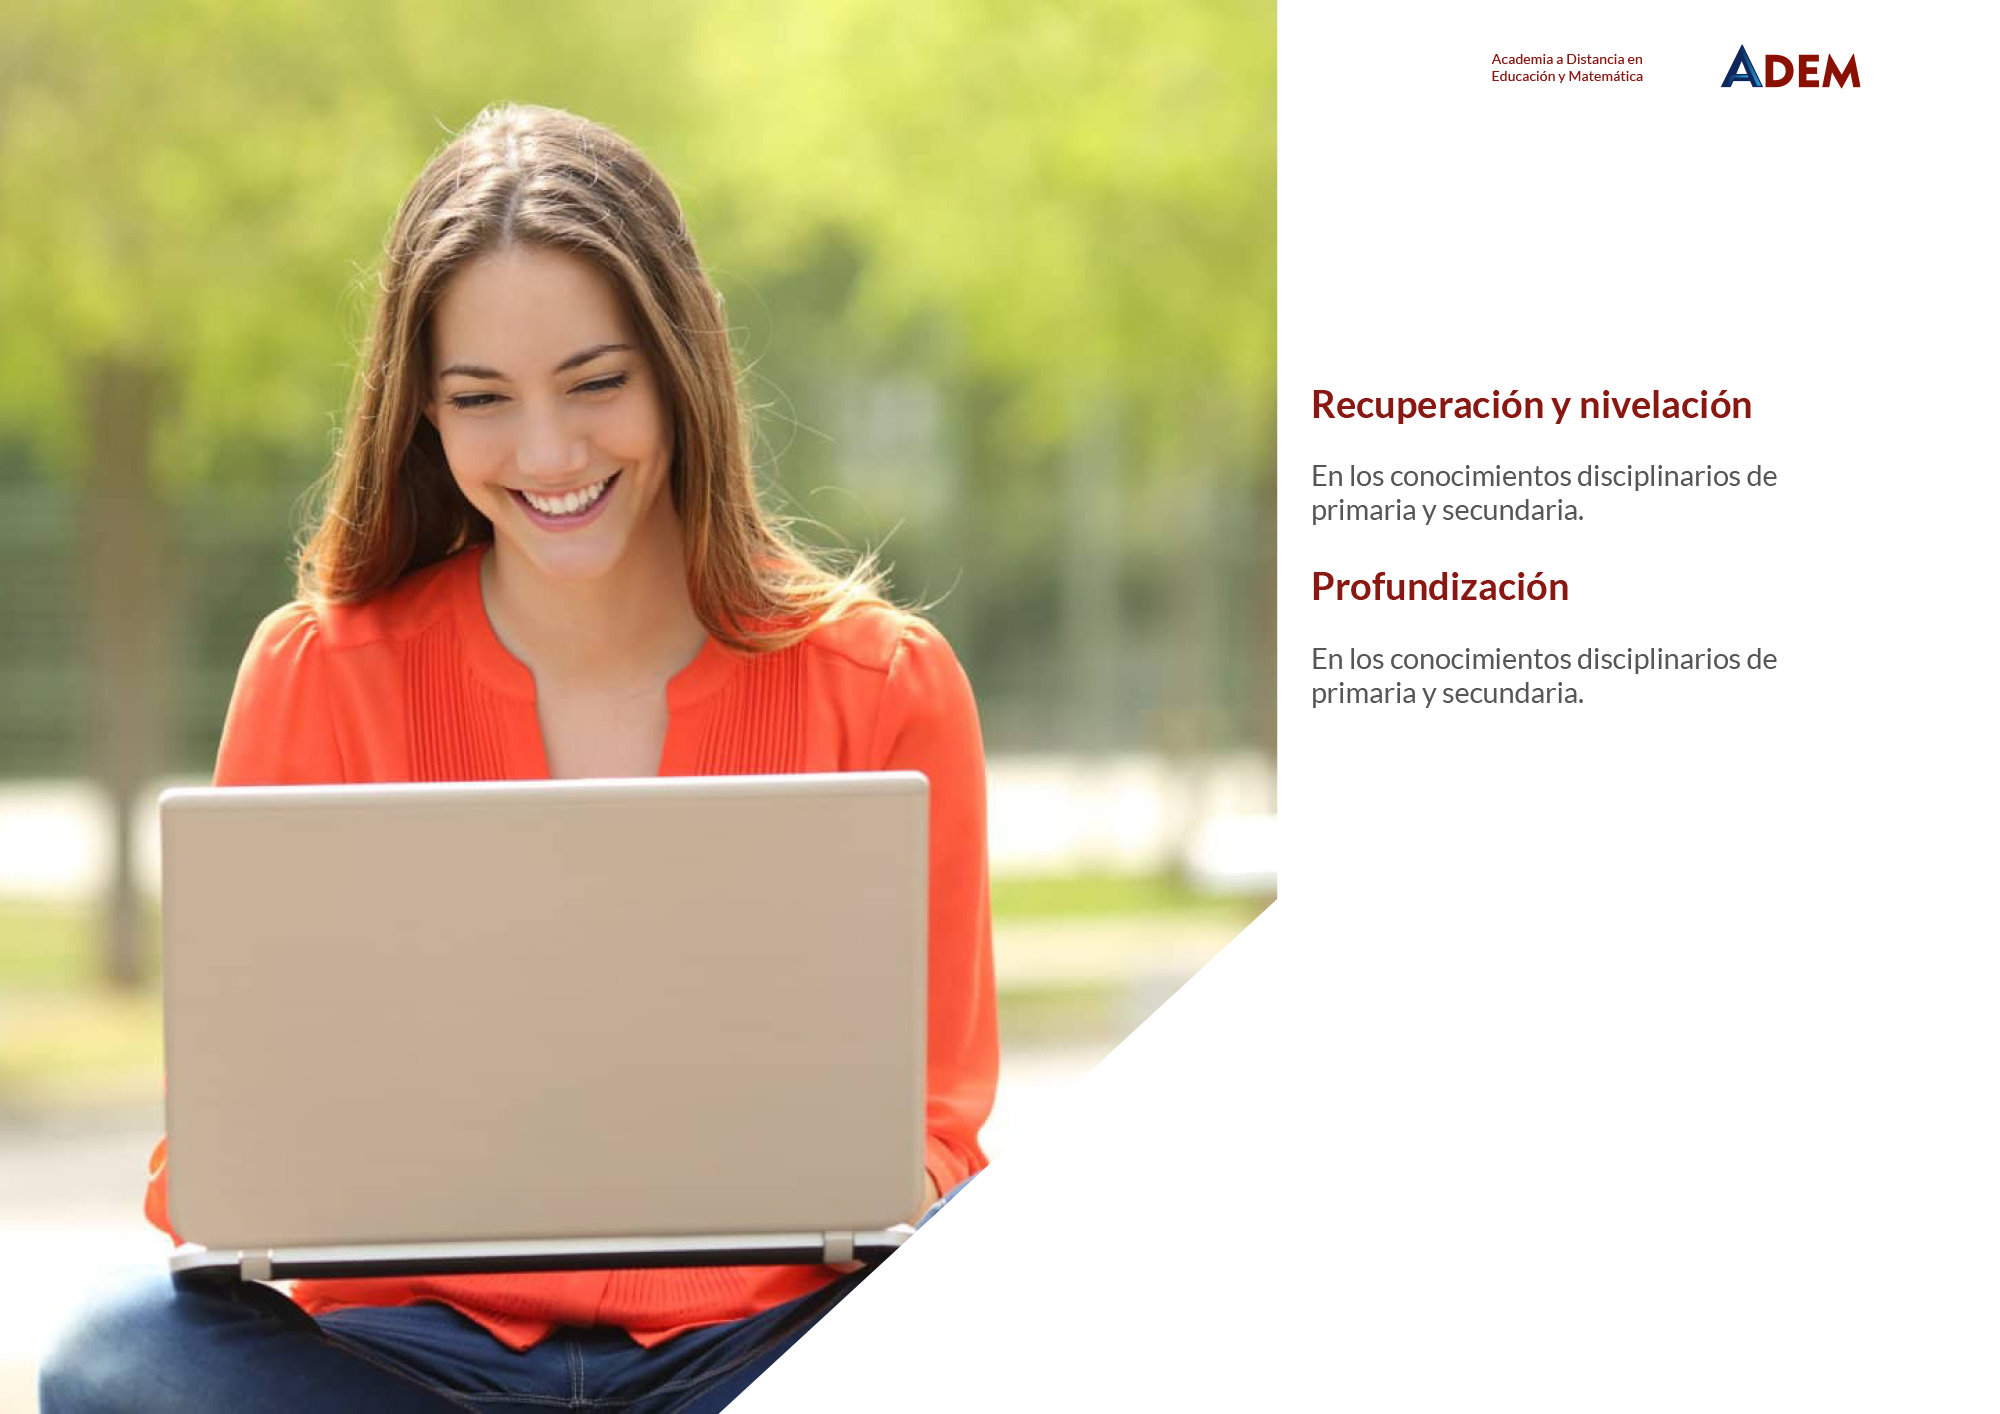 Academia a Distancia en
Educación y Matemática
ADEM
Recuperación y nivelación
En los conocimientos disciplinarios de
primaria y secundaria.
Profundización
En los conocimientos disciplinarios de
primaria y secundaria.